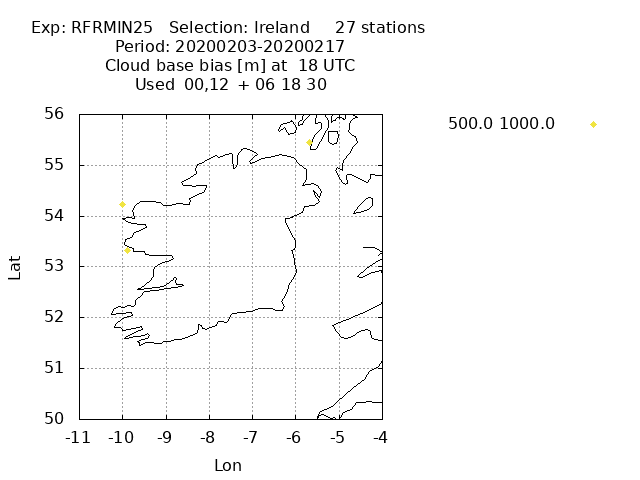 Exp: RFRMIN25 Selection: Ireland 27 stations
Period: 20200203-20200217
Cloud base bias [m] at 18 UTC
Used 00,12 + 06 18 30
500.0 1000.0
56
55
54
53
52
51
50
Lat
-11 -10 -9 -8 -7 -6 -5 -4
Lon